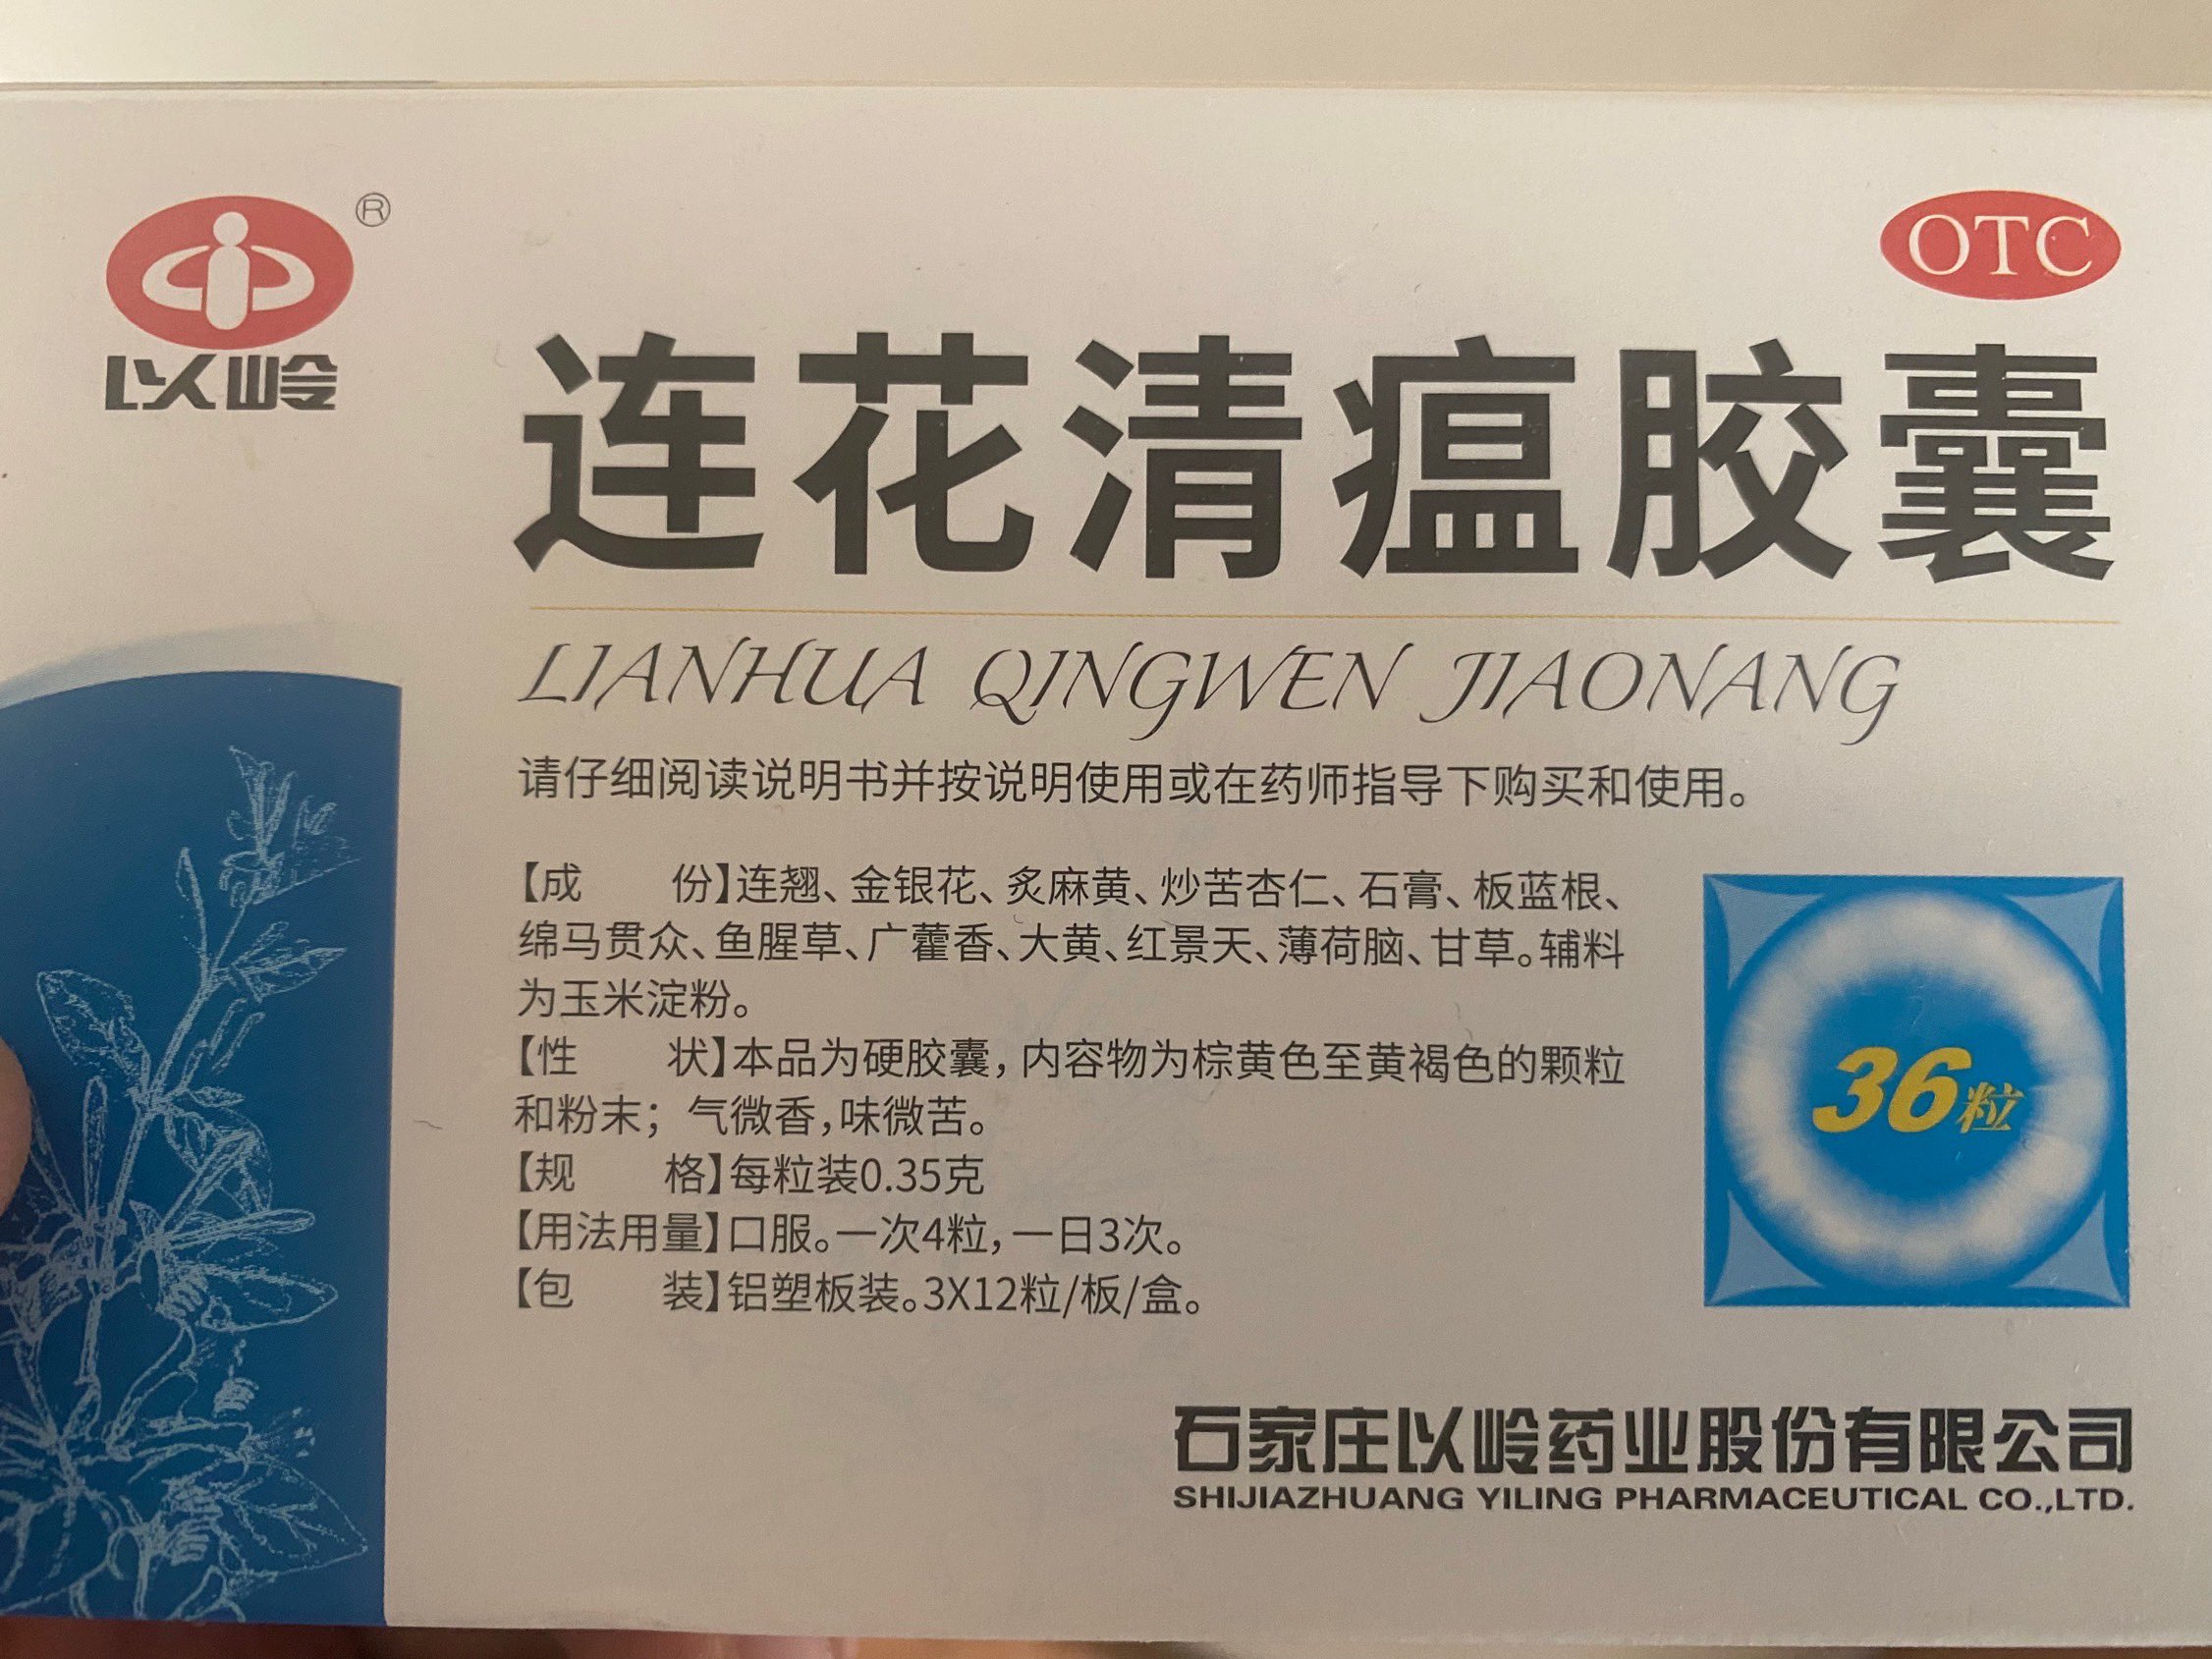 ®
以岭
OTC
连花清瘟胶囊
LIANHUA QINGWEN JIAONANG
请仔细阅读说明书并按说明使用或在药师指导下购买和使用。
【成 份】连翘、金银花、炙麻黄、炒苦杏仁、石膏、板蓝根、
绵马贯众、鱼腥草、广藿香、大黄、红景天、薄荷脑、甘草。辅料
为玉米淀粉。
【性 状】本品为硬胶囊，内容物为棕黄色至黄褐色的颗粒
和粉末；气微香，味微苦。
【规 格】每粒装0.35克
【用法用量】口服。一次4粒，一日3次。
【包 装】铝塑板装。3X12粒/板/盒。
36粒
石家庄以岭药业股份有限公司
SHIJIAZHUANG YILING PHARMACEUTICAL CO.,LTD.